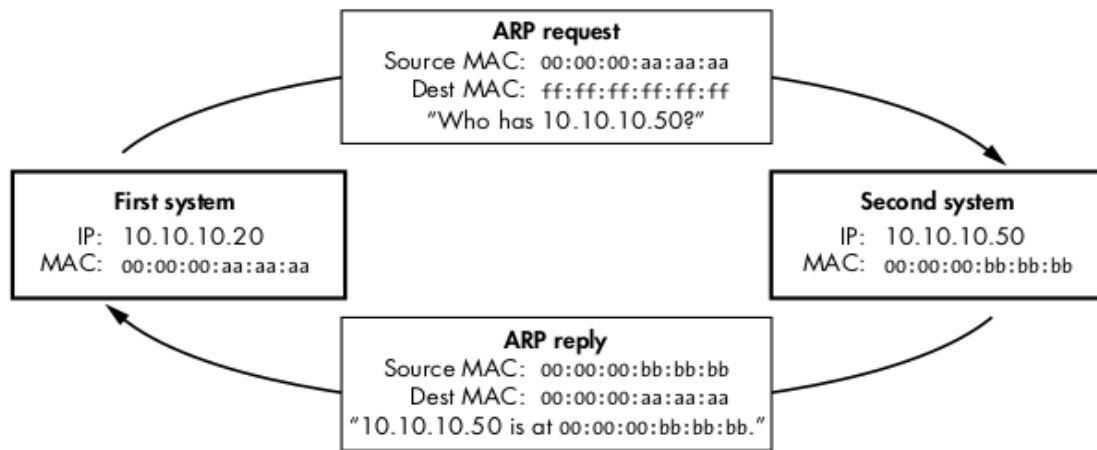 ARP request
Source MAC: 00:00:00:aa:aa:aa
Dest MAC: ff:ff:ff:ff:ff:ff
“Who has 10.10.10.50?”
First system
IP: 10.10.10.20
MAC: 00:00:00:aa:aa:aa
Second system
IP: 10.10.10.50
MAC: 00:00:00:bb:bb:bb
ARP reply
Source MAC: 00:00:00:bb:bb:bb
Dest MAC: 00:00:00:aa:aa:aa
“10.10.10.50 is at 00:00:00:bb:bb:bb.”